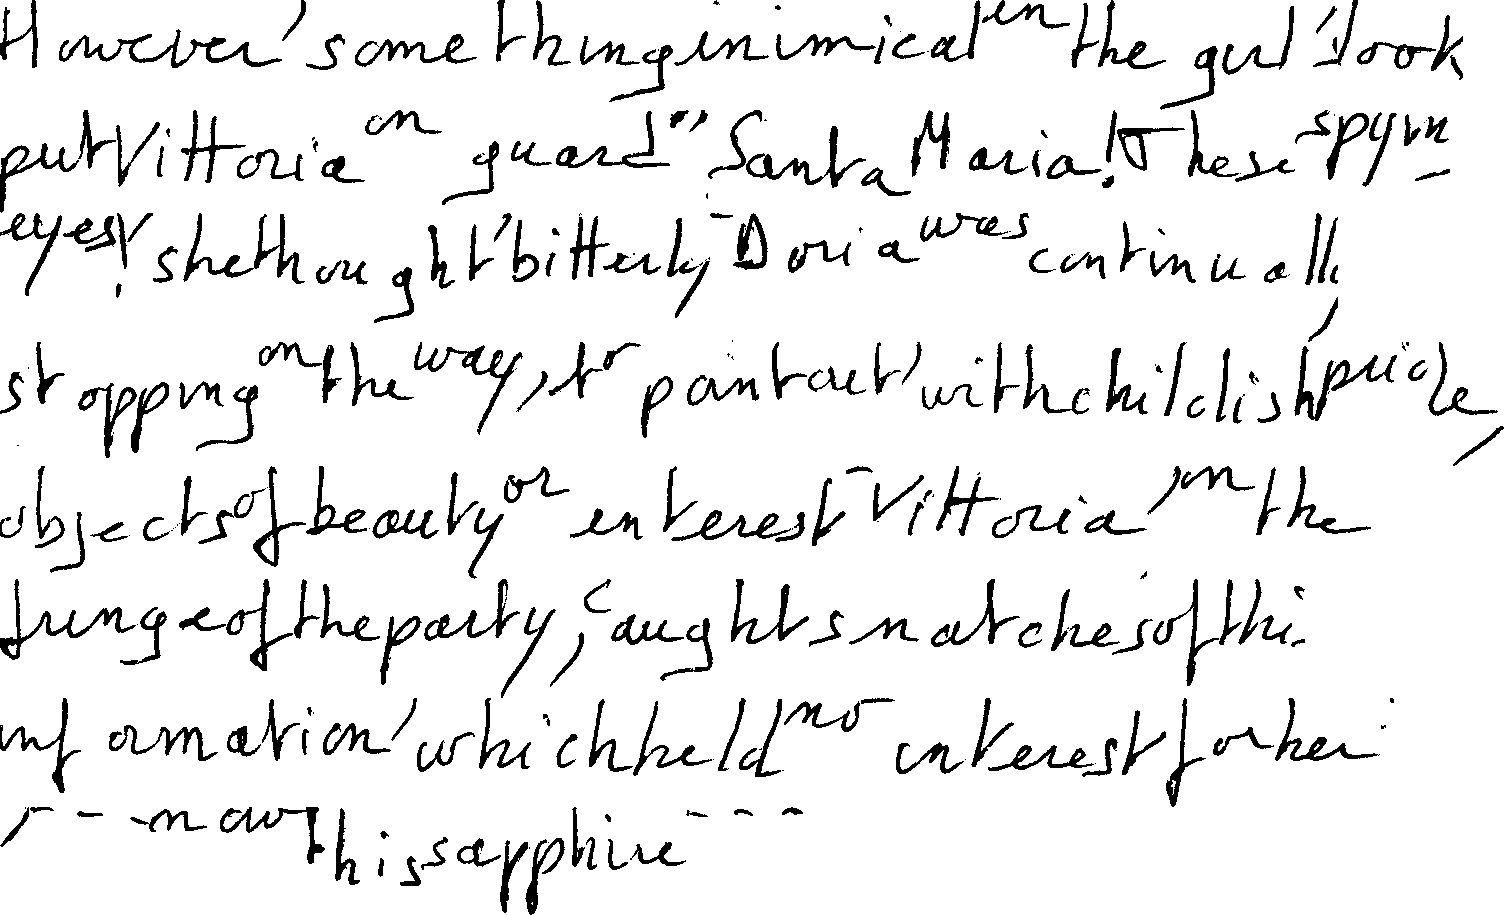 However, something inimical in the girl's look
put Vittoria on guard. "Santa Maria! These spying
eyes!" she thought bitterly. Doria was continually
stopping on the way, to point out, with childish pride,
objects of beauty or interest. Vittoria, on the
fringe of the party, caught snatches of this
information, which held no interest for her.
"---now this sapphire---